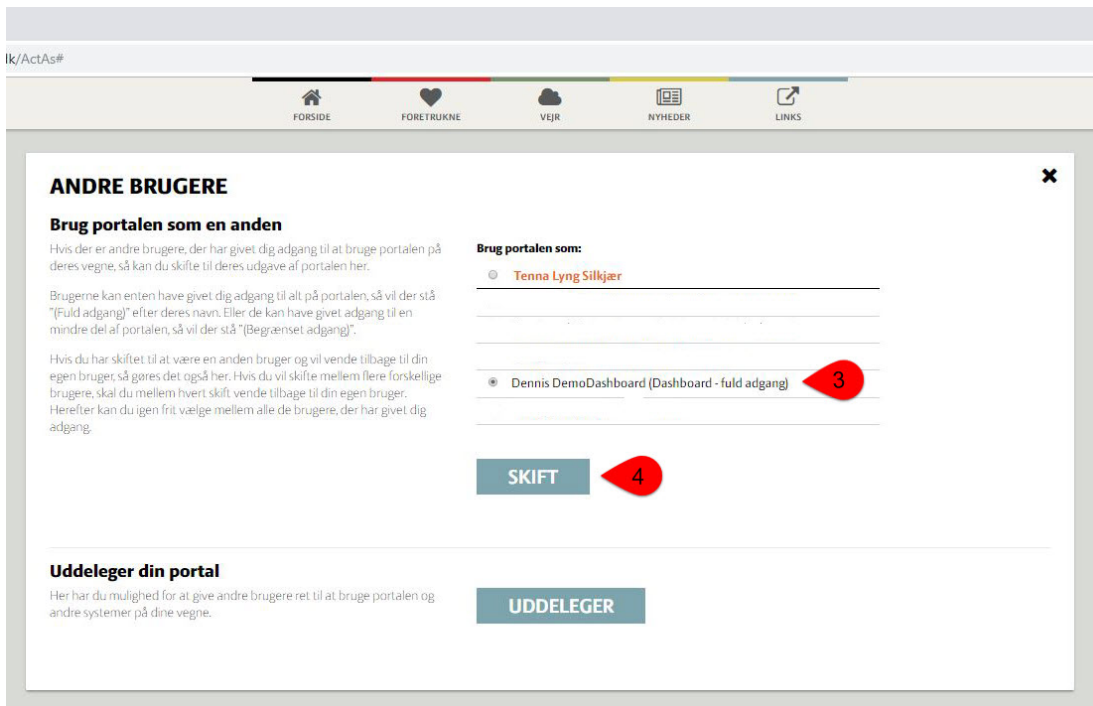 lk/ActAs#
FORSIDE
FORETRUKNE
VEJR
NYHEDER
LINKS
ANDRE BRUGERE
Brug portalen som en anden
Hvis der er andre brugere, der har givet dig adgang til at bruge portalen på
deres vegne, så kan du skifte til deres udgave af portalen her.
Brugerne kan enten have givet dig adgang til alt på portalen, så vil der stå
"(Fuld adgang)" efter deres navn. Eller de kan have givet adgang til en
mindre del af portalen, så vil der stå "(Begrænset adgang)".
Hvis du har skiftet til at være en anden bruger og vil vende tilbage til din
egen bruger, så gøres det også her. Hvis du vil skifte mellem flere forskellige
brugere, skal du mellem hvert skift vende tilbage til din egen bruger.
Herefter kan du igen frit vælge mellem alle de brugere, der har givet dig
adgang.
Brug portalen som:
Tenna Lyng Silkjær
Dennis DemoDashboard (Dashboard - fuld adgang)
3
SKIFT
4
Uddeleger din portal
Her har du mulighed for at give andre brugere ret til at bruge portalen og
andre systemer på dine vegne.
UDDELEGER